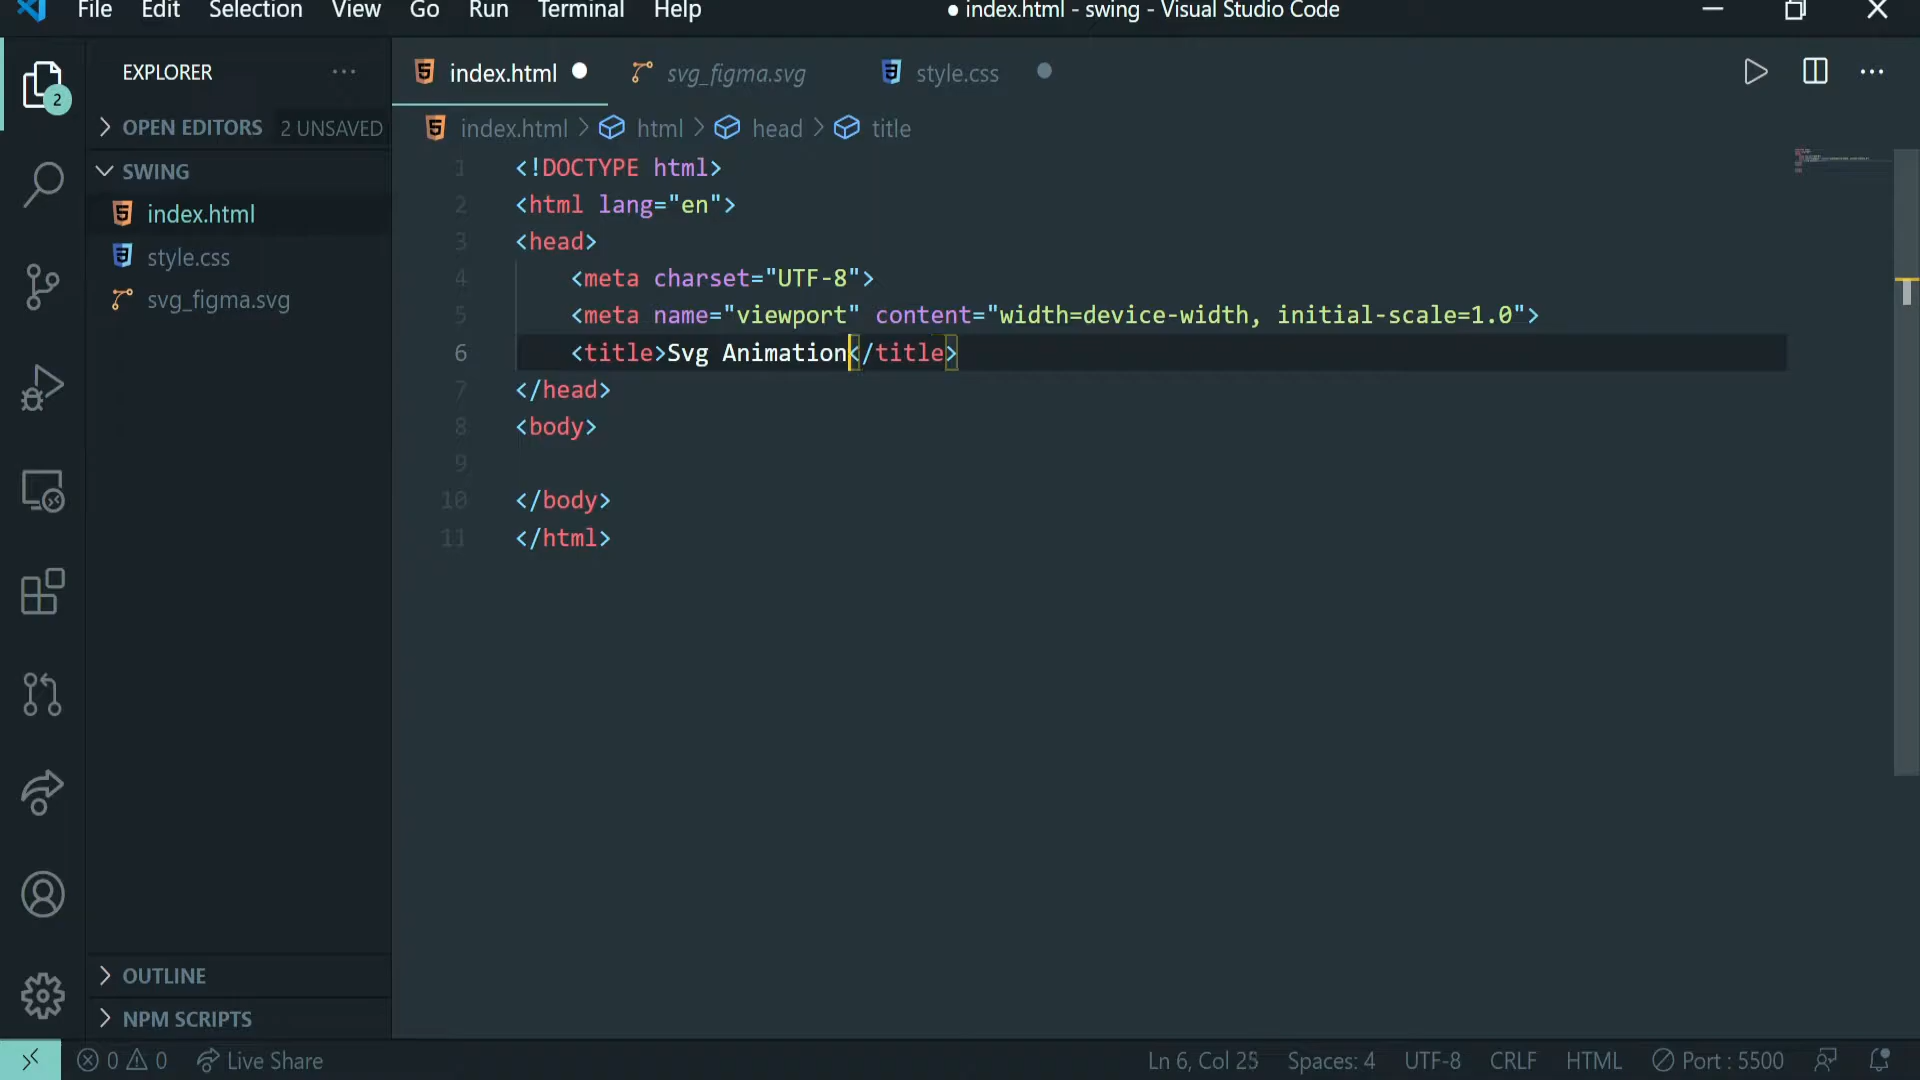 File Edit Selection View Go Run Terminal Help
● index.html - swing - Visual Studio Code
EXPLORER
2
OPEN EDITORS 2 UNSAVED
SWING
index.html
style.css
svg_figma.svg
OUTLINE
NPM SCRIPTS
index.html svg_figma.svg style.css
index.html > html > head > title
1 <!DOCTYPE html>
2 <html lang="en">
3 <head>
4 <meta charset="UTF-8">
5 <meta name="viewport" content="width=device-width, initial-scale=1.0">
6 <title>Svg Animation</title>
7 </head>
8 <body>
9
10 </body>
11 </html>
0 0 Live Share Ln 6, Col 25 Spaces: 4 UTF-8 CRLF HTML Port : 5500